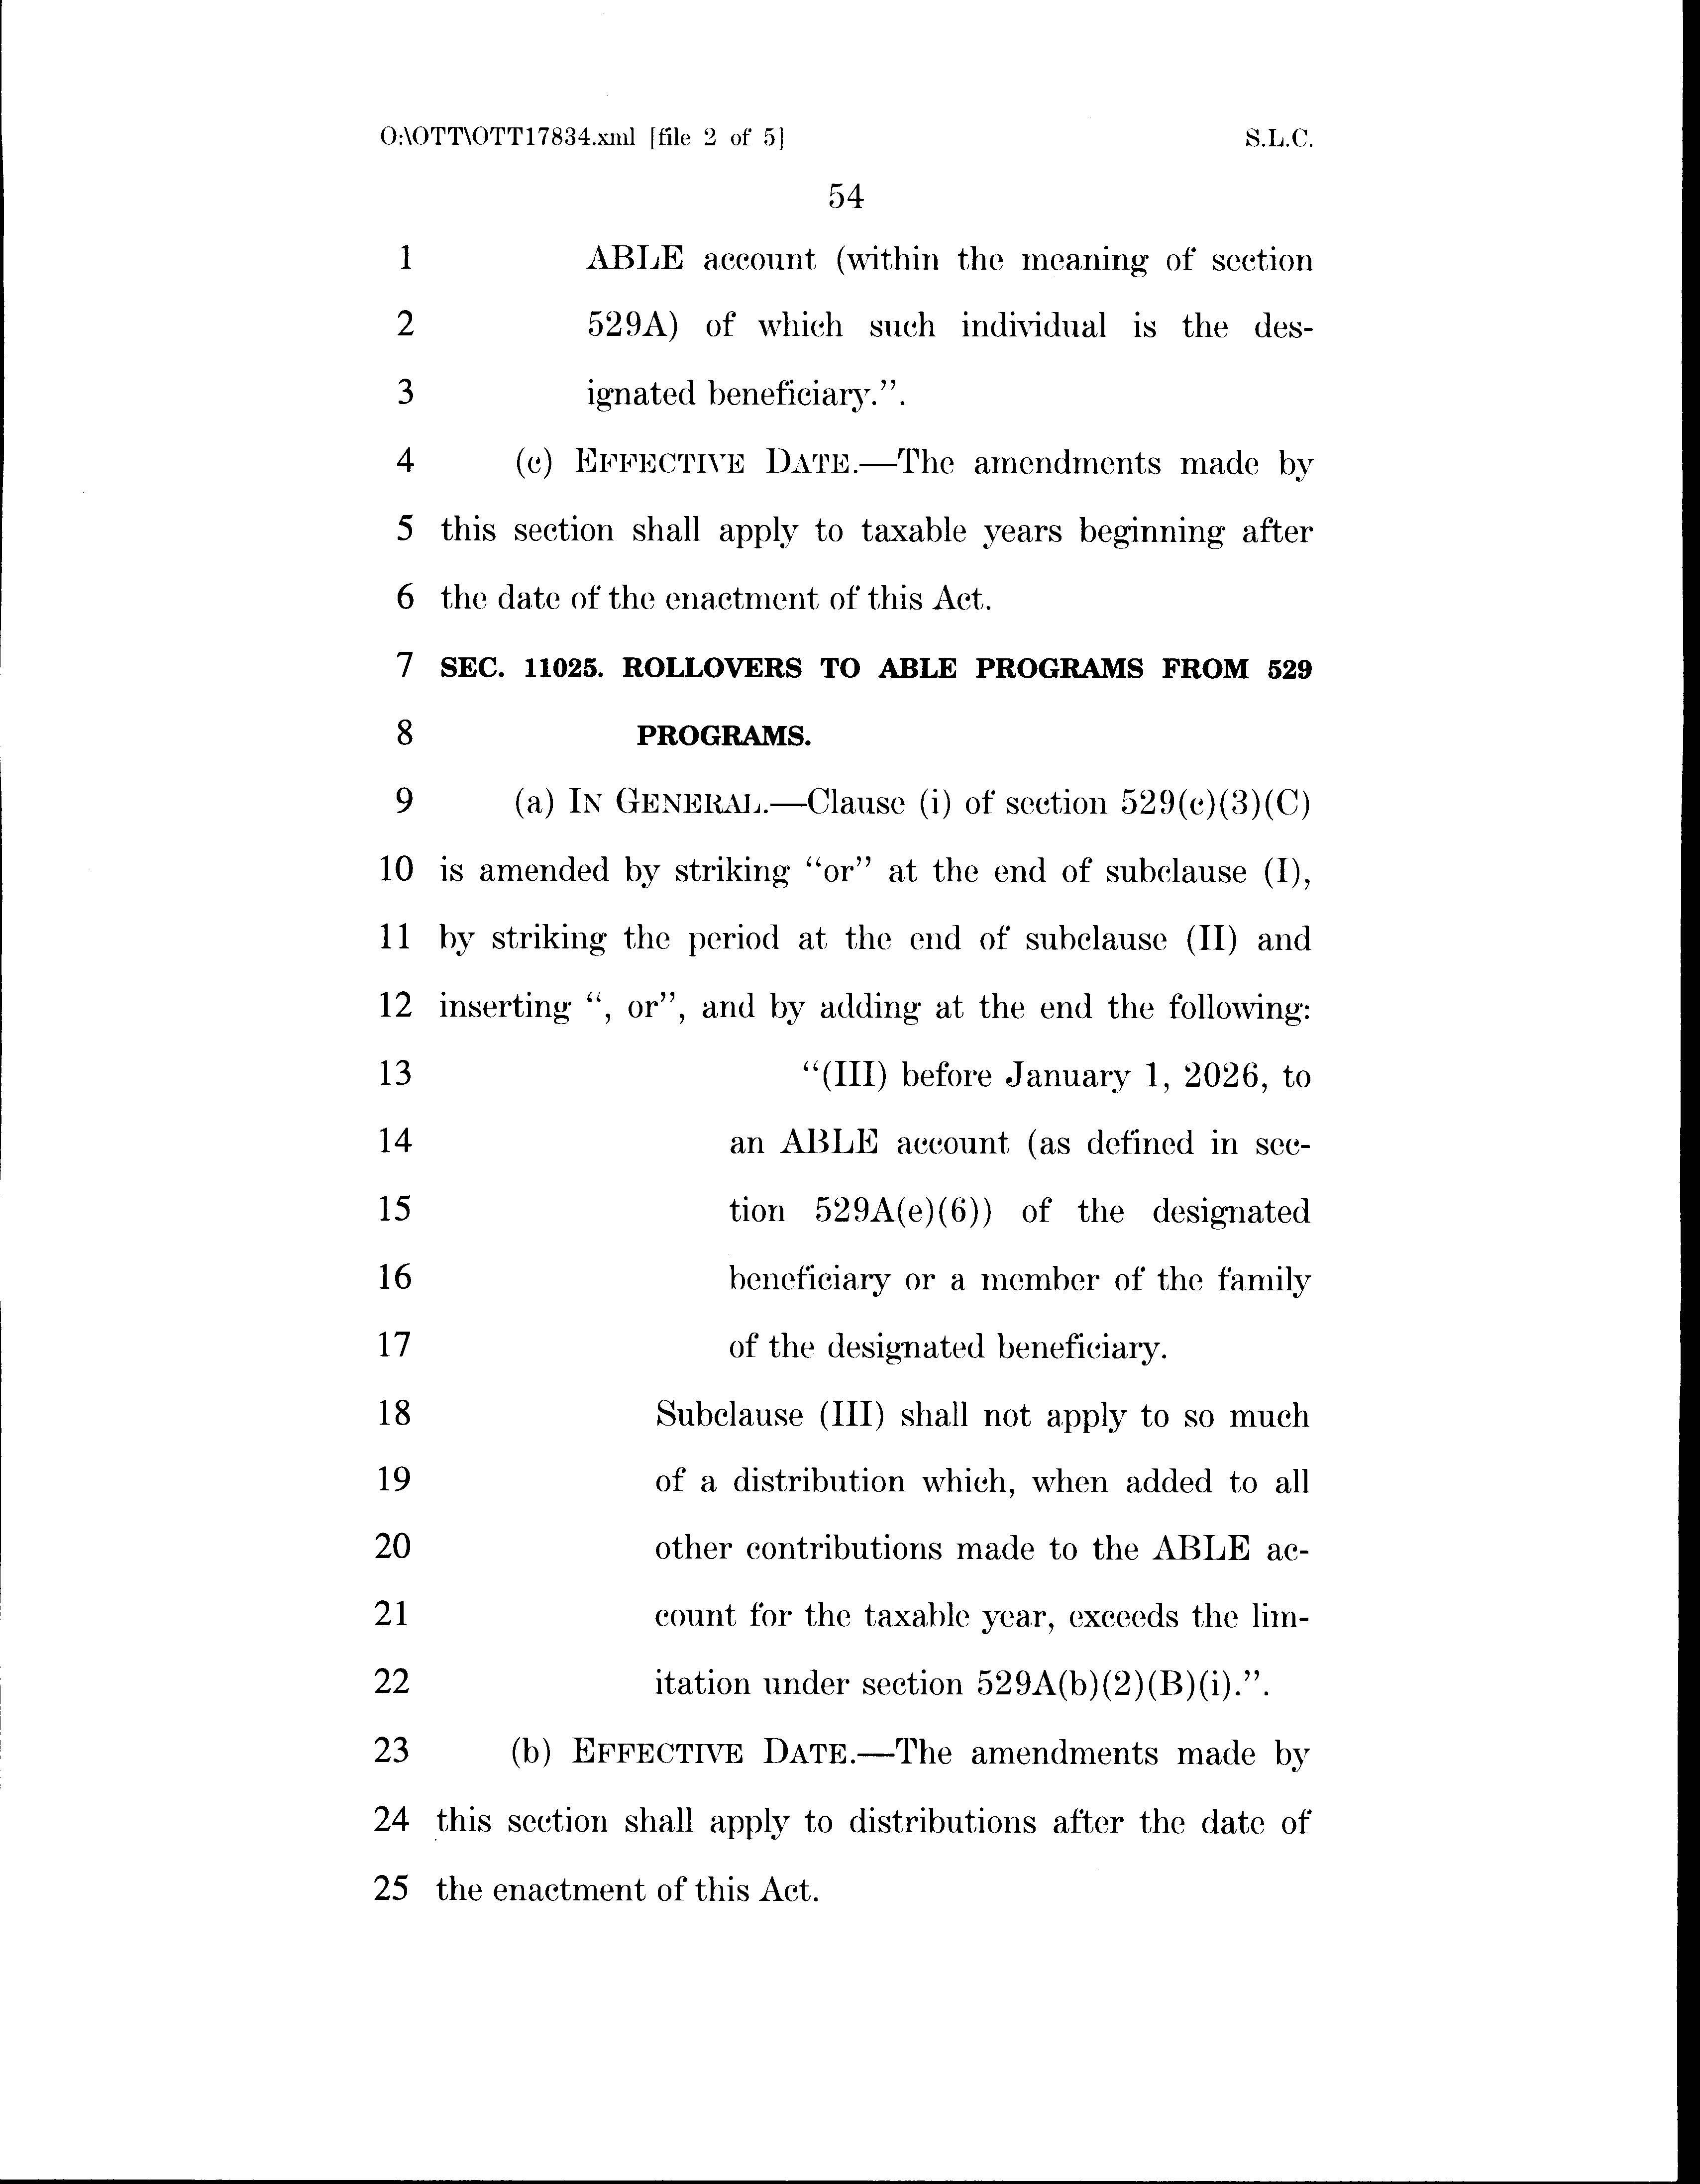 O:\OTT\OTT17834.xml [file 2 of 5] S.L.C.
54
1 ABLE account (within the meaning of section
2 529A) of which such individual is the des-
3 ignated beneficiary.”.
4 (c) EFFECTIVE DATE.—The amendments made by
5 this section shall apply to taxable years beginning after
6 the date of the enactment of this Act.
7 SEC. 11025. ROLLOVERS TO ABLE PROGRAMS FROM 529
8 PROGRAMS.
9 (a) IN GENERAL.—Clause (i) of section 529(c)(3)(C)
10 is amended by striking “or” at the end of subclause (I),
11 by striking the period at the end of subclause (II) and
12 inserting “, or”, and by adding at the end the following:
13 “(III) before January 1, 2026, to
14 an ABLE account (as defined in sec-
15 tion 529A(e)(6)) of the designated
16 beneficiary or a member of the family
17 of the designated beneficiary.
18 Subclause (III) shall not apply to so much
19 of a distribution which, when added to all
20 other contributions made to the ABLE ac-
21 count for the taxable year, exceeds the lim-
22 itation under section 529A(b)(2)(B)(i).”.
23 (b) EFFECTIVE DATE.—The amendments made by
24 this section shall apply to distributions after the date of
25 the enactment of this Act.